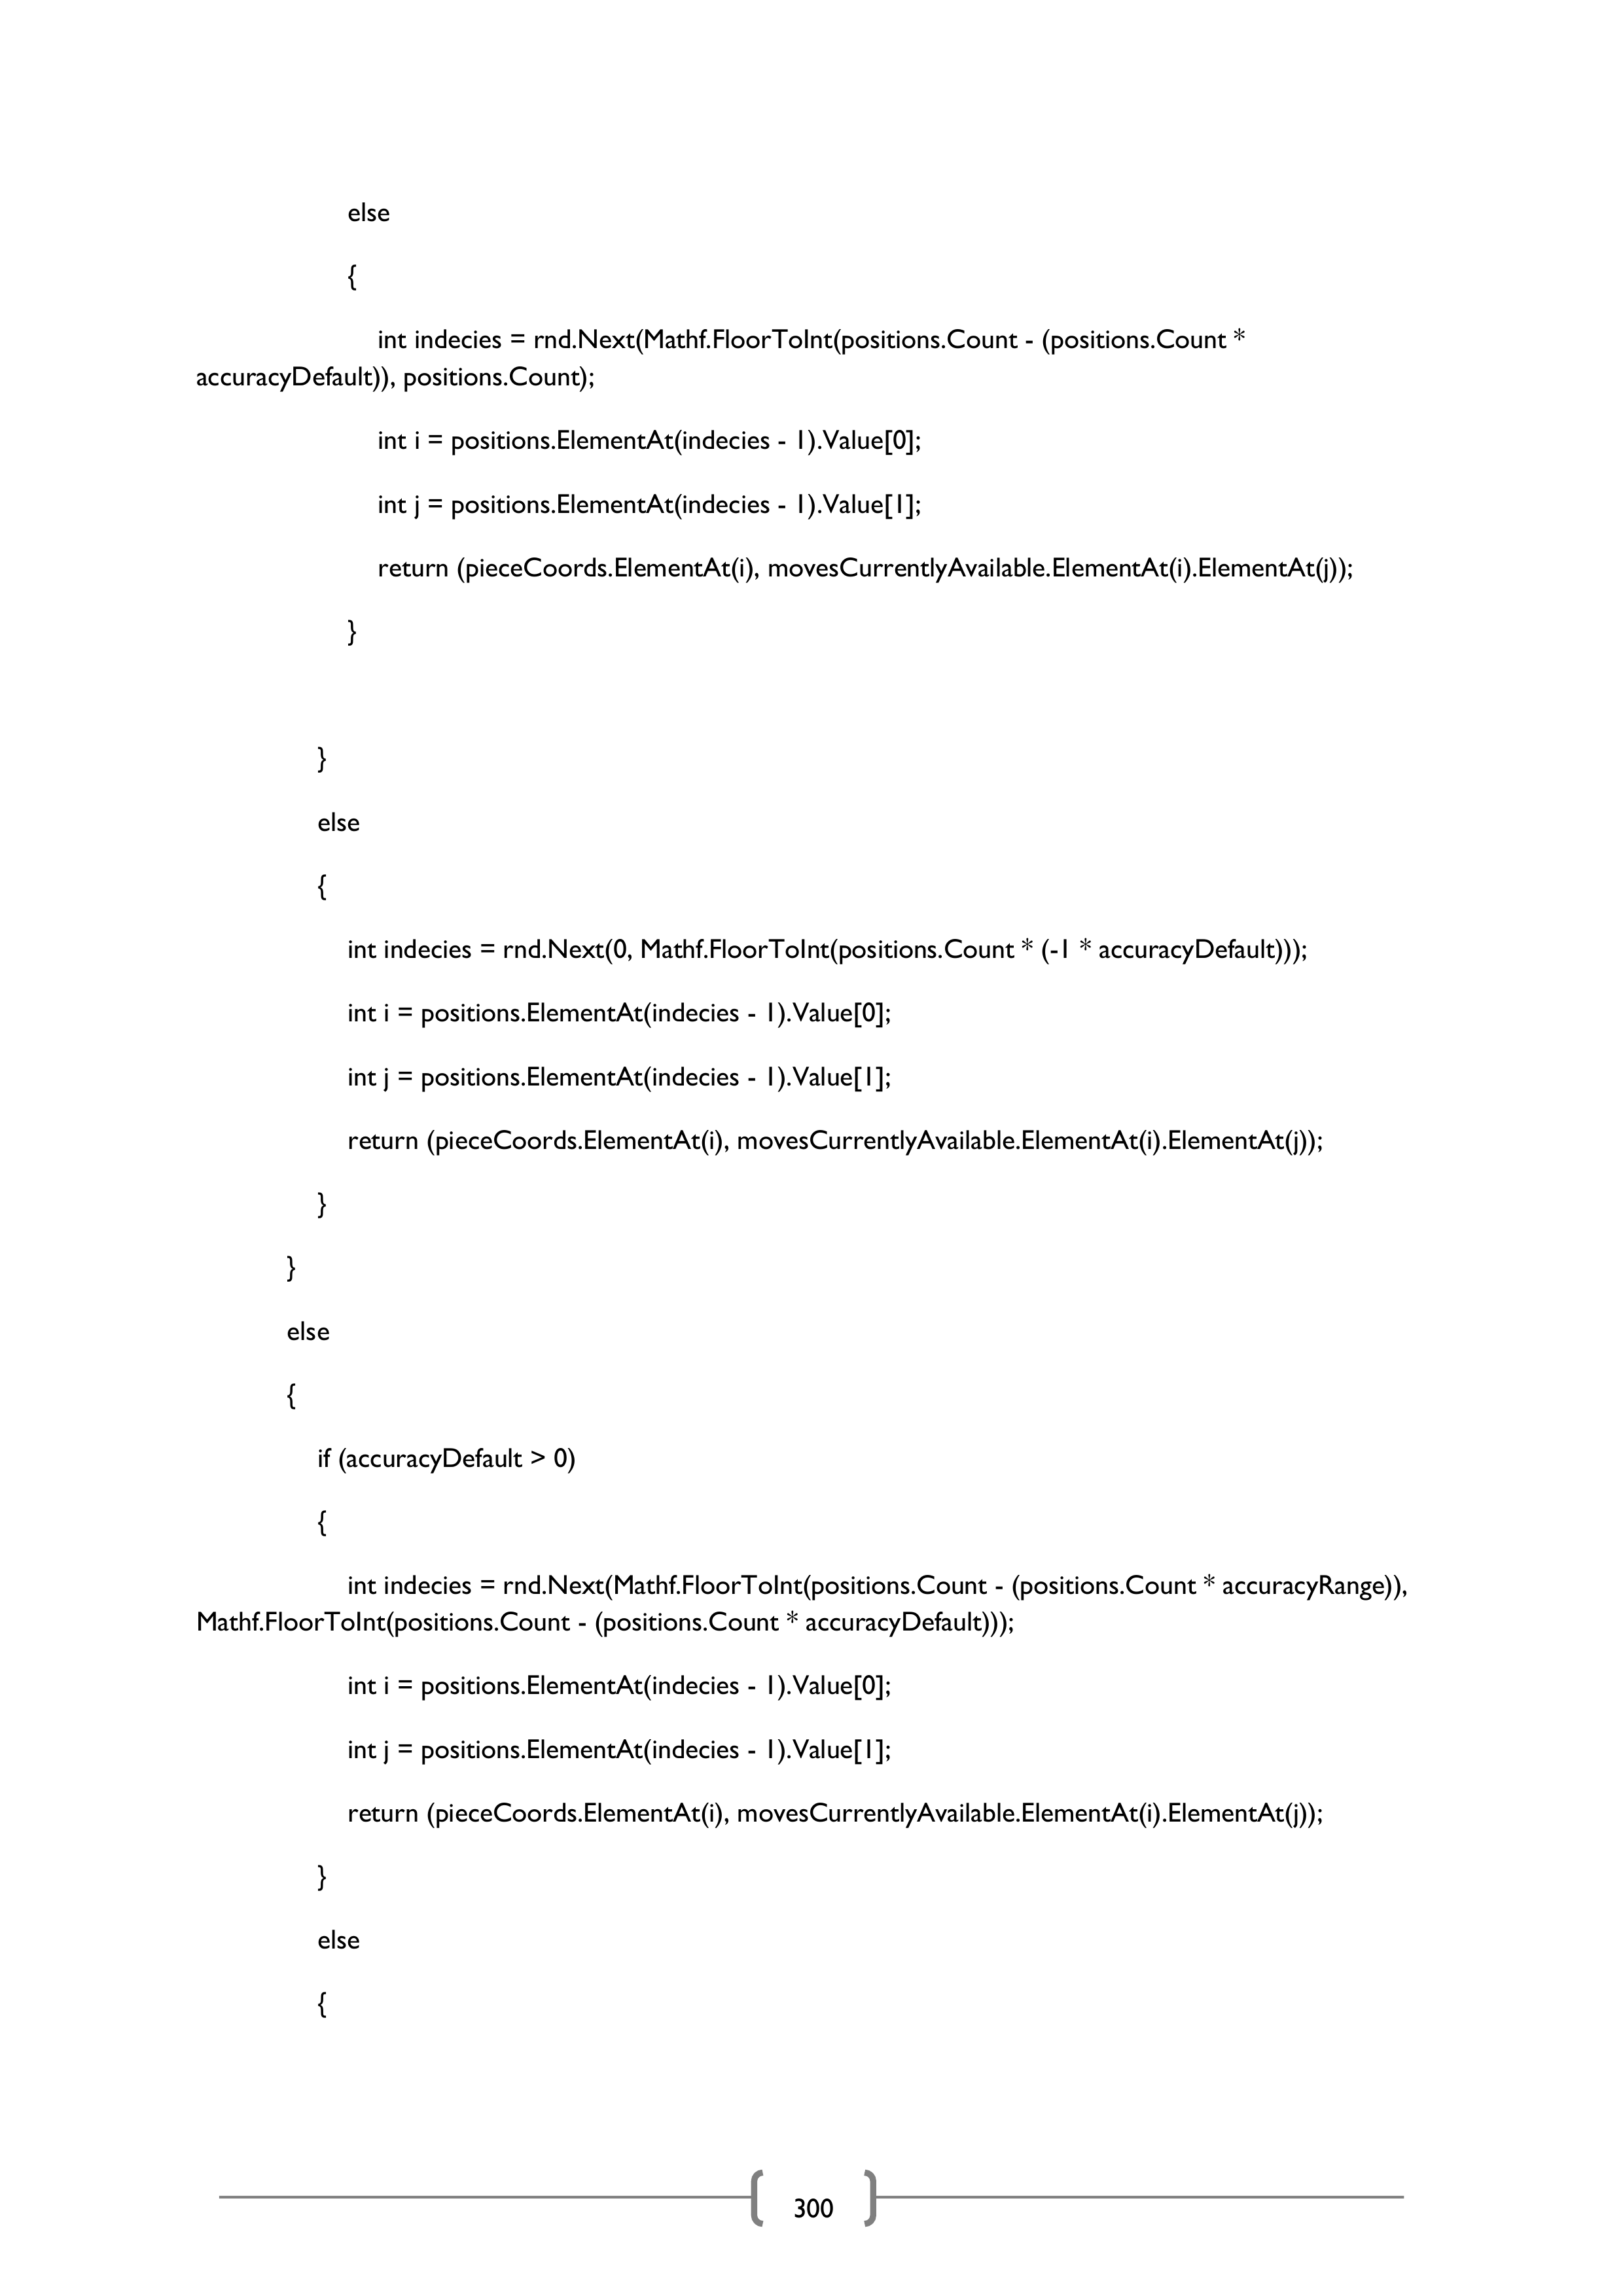 else
{
int indecies = rnd.Next(Mathf.FloorToInt(positions.Count - (positions.Count *
accuracyDefault)), positions.Count);
int i = positions.ElementAt(indecies - 1).Value[0];
int j = positions.ElementAt(indecies - 1).Value[1];
return (pieceCoords.ElementAt(i), movesCurrentlyAvailable.ElementAt(i).ElementAt(j));
}
}
else
{
int indecies = rnd.Next(0, Mathf.FloorToInt(positions.Count * (-1 * accuracyDefault)));
int i = positions.ElementAt(indecies - 1).Value[0];
int j = positions.ElementAt(indecies - 1).Value[1];
return (pieceCoords.ElementAt(i), movesCurrentlyAvailable.ElementAt(i).ElementAt(j));
}
}
else
{
if (accuracyDefault > 0)
{
int indecies = rnd.Next(Mathf.FloorToInt(positions.Count - (positions.Count * accuracyRange)),
Mathf.FloorToInt(positions.Count - (positions.Count * accuracyDefault)));
int i = positions.ElementAt(indecies - 1).Value[0];
int j = positions.ElementAt(indecies - 1).Value[1];
return (pieceCoords.ElementAt(i), movesCurrentlyAvailable.ElementAt(i).ElementAt(j));
}
else
{
300